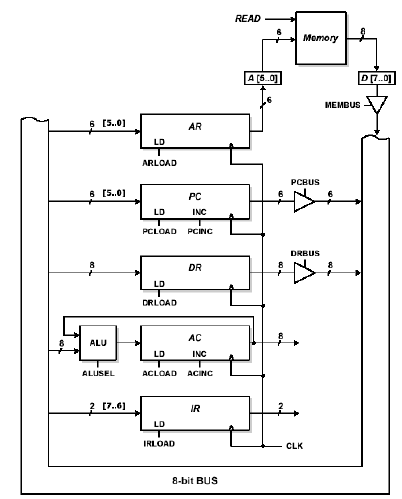 READ
Memory
6
8
A [5..0]
D [7..0]
6
MEMBUS
6 [5..0]
AR
LD
ARLOAD
6 [5..0]
PC
LD INC
PCLOAD PCINC
6
PCBUS
6
8
DR
LD
DRLOAD
8
DRBUS
8
8
ALU
ALUSEL
AC
LD INC
ACLOAD ACINC
8
2 [7..6]
IR
LD
IRLOAD
2
CLK
8-bit BUS